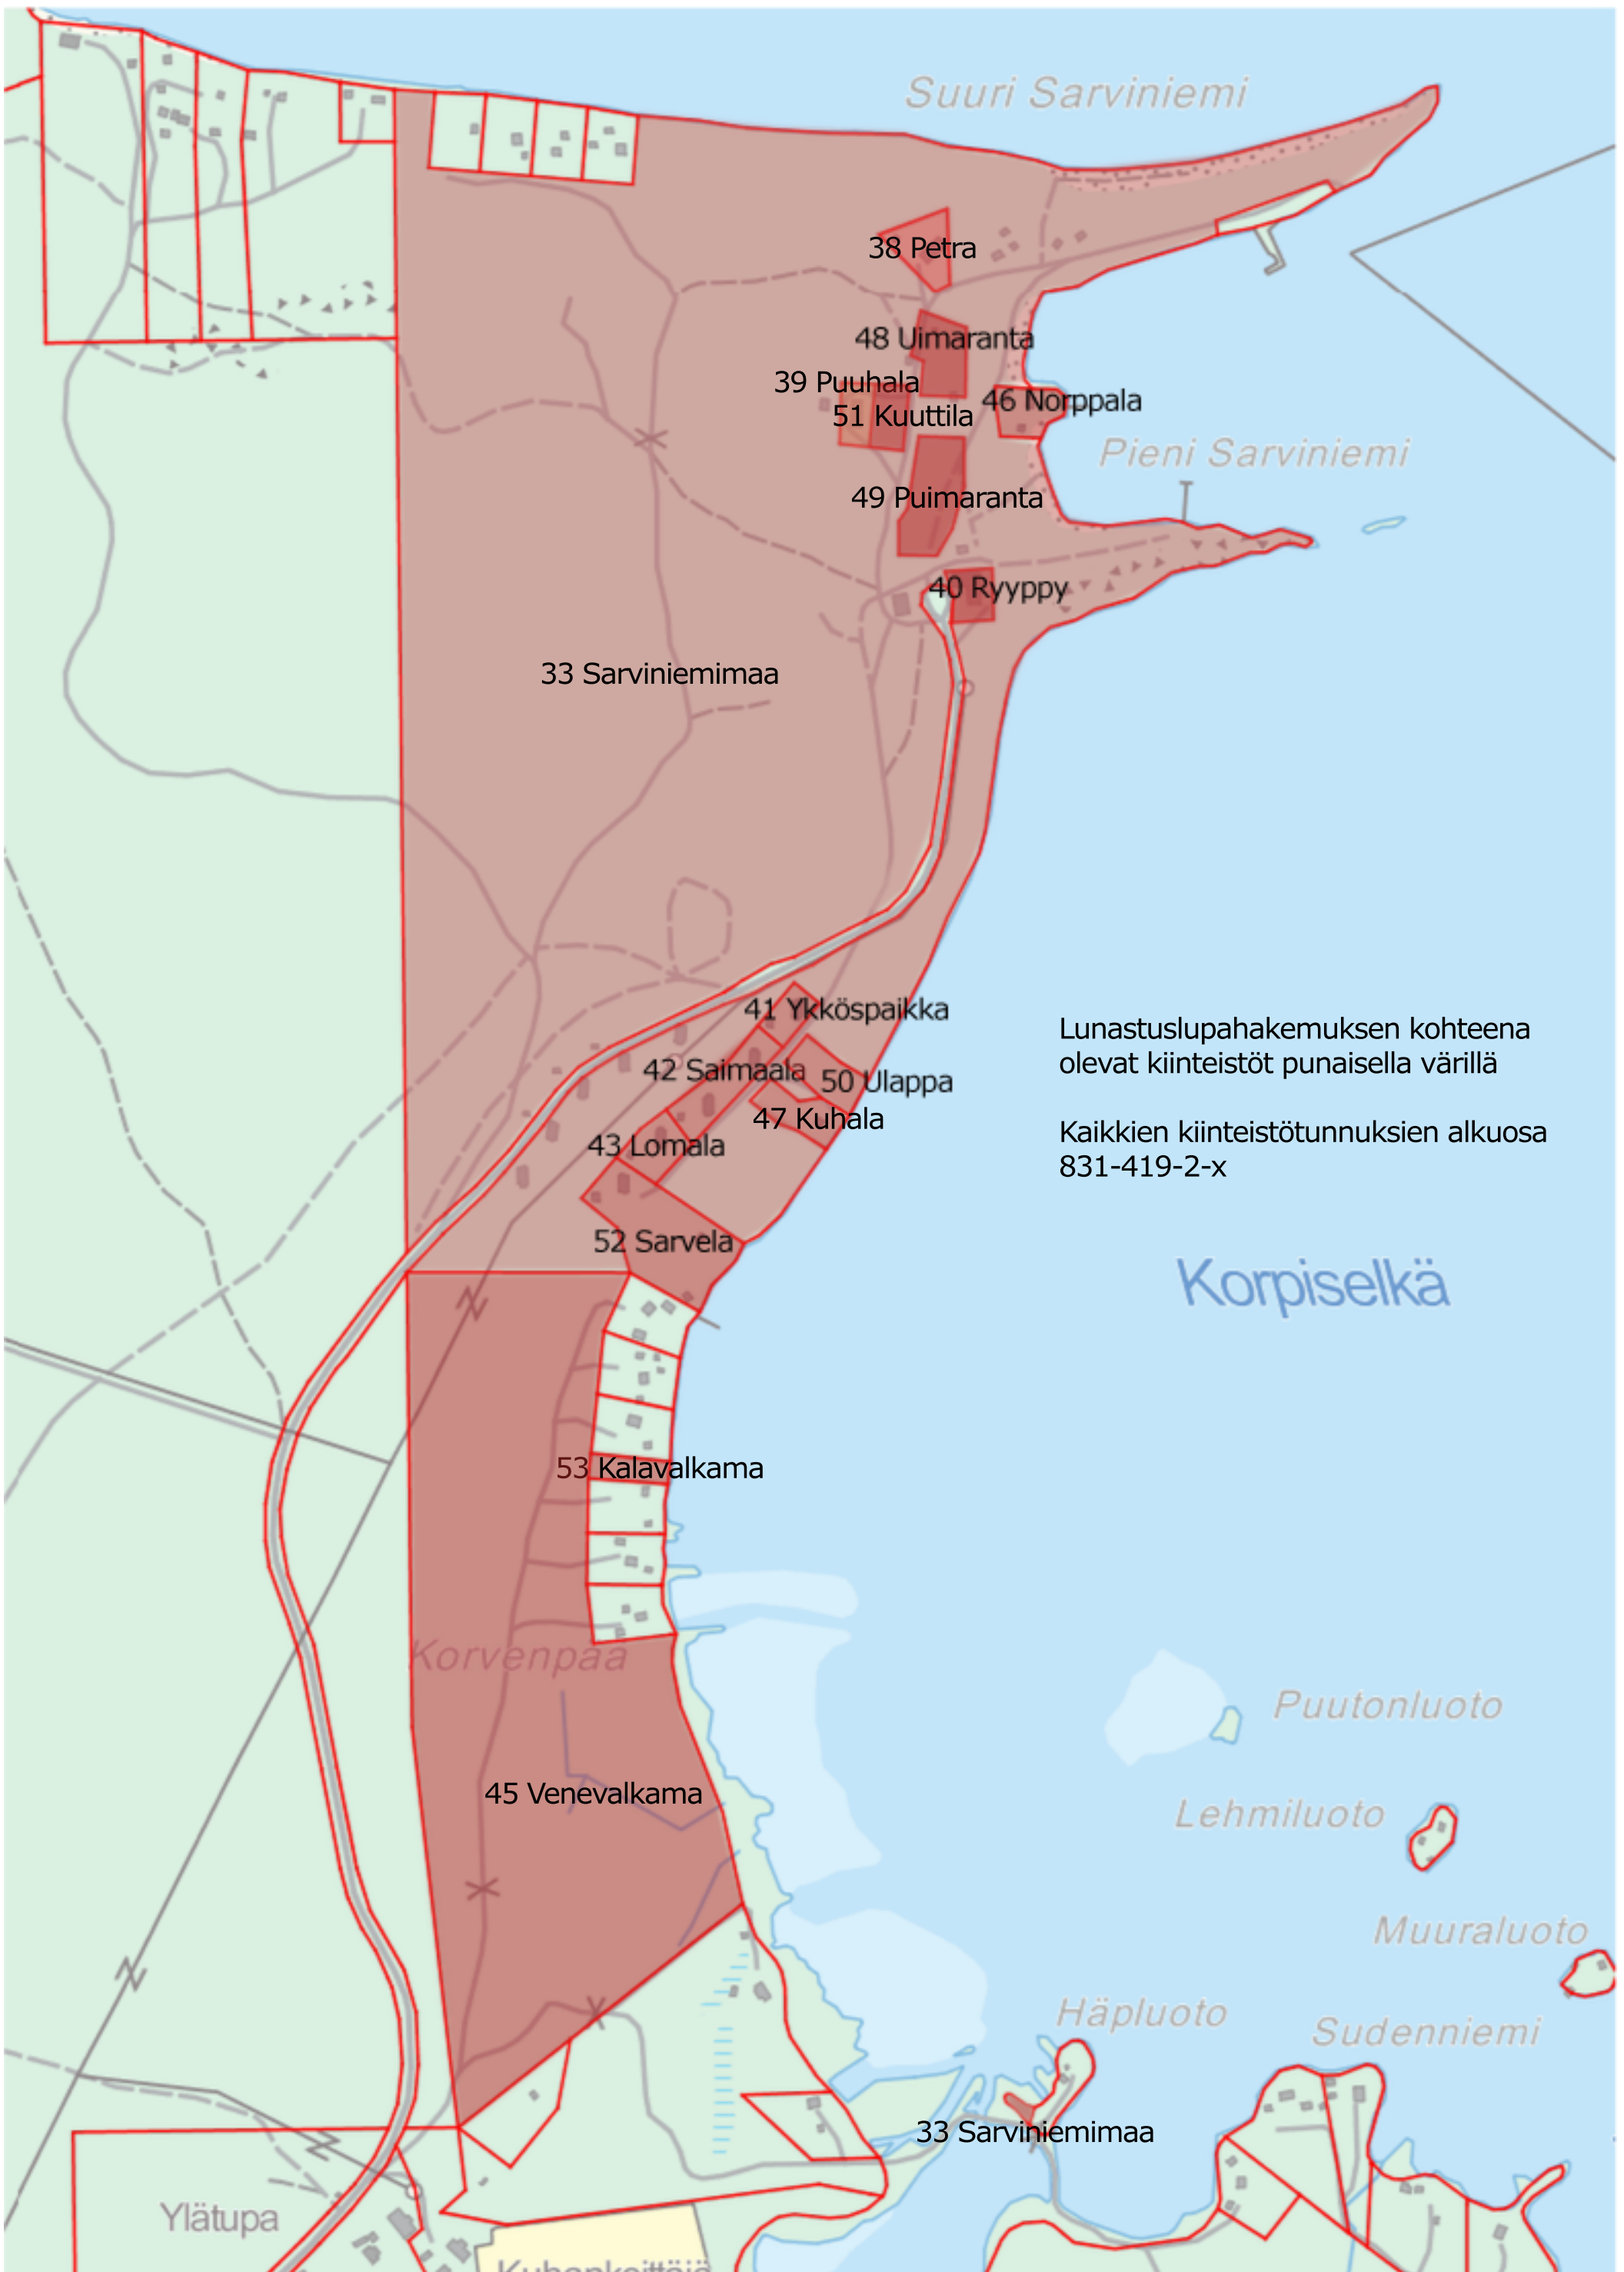 Suuri Sarviniemi
38 Petra
48 Uimaranta
39 Puuhala
46 Norppala
51 Kuuttila
Pieni Sarviniemi
49 Puimaranta
40 Ryyppy
33 Sarviniemimaa
41 Ykköspaikka
Lunastuslupahakemuksen kohteena
olevat kiinteistöt punaisella värillä
42 Saimaala
50 Ulappa
47 Kuhala
Kaikkien kiinteistötunnuksien alkuosa
831-419-2-x
43 Lomala
52 Sarvela
Korpiselkä
53 Kalavalkama
Korvenpää
Puutonluoto
45 Venevalkama
Lehmiluoto
Muuraluoto
Häpluoto
Sudenniemi
33 Sarviniemimaa
Ylätupa